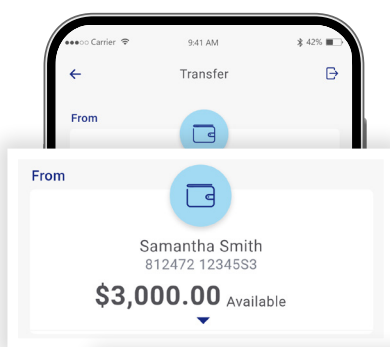 Carrier 9:41 AM 42%
Transfer
From
From
Samantha Smith
812472 12345S3
$3,000.00 Available